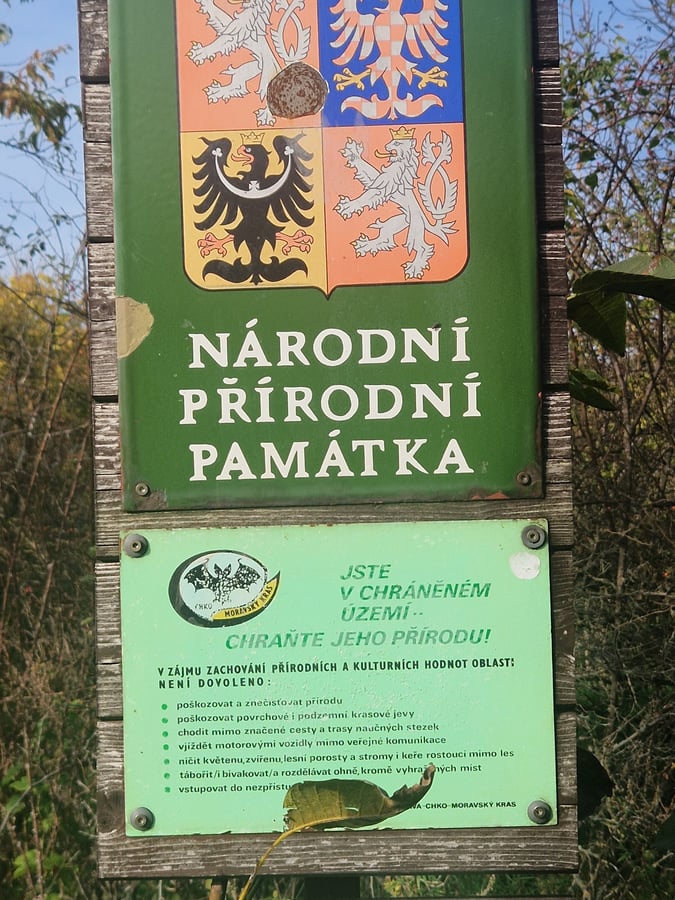 NÁRODNÍ
PŘÍRODNÍ
PAMÁTKA
CHKO
MORAVSKÝ KRAS
JSTE
V CHRÁNĚNÉM
ÚZEMÍ--
CHRAŇTE JEHO PŘÍRODU!
V ZÁJMU ZACHOVÁNÍ PŘÍRODNÍCH A KULTURNÍCH HODNOT OBLASTI
NENÍ DOVOLENO:
poškozovat a znečisťovat přírodu
poškozovat povrchové i podzemní krasové jevy
chodit mimo značené cesty a trasy naučných stezek
vjíždět motorovými vozidly mimo veřejné komunikace
ničit květenu,zvířenu,lesní porosty a stromy i keře rostoucí mimo les
tábořit/i bivakovat/a rozdělávat ohně,kromě vyhrazených míst
vstupovat do
CHKO-MORAVSKÝ KRAS